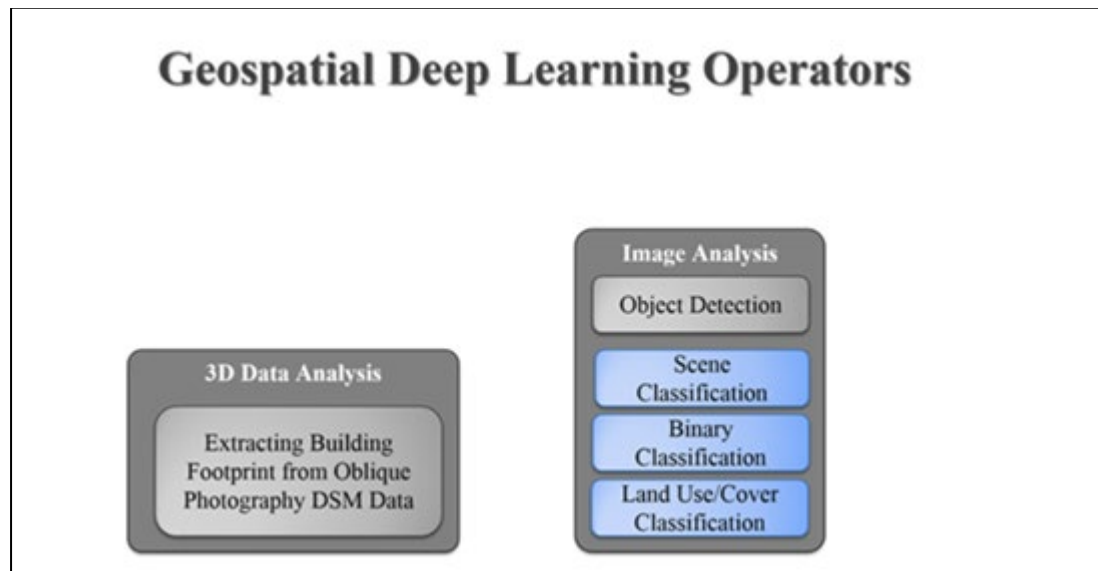 Geospatial Deep Learning Operators
3D Data Analysis
Extracting Building
Footprint from Oblique
Photography DSM Data
Image Analysis
Object Detection
Scene
Classification
Binary
Classification
Land Use/Cover
Classification